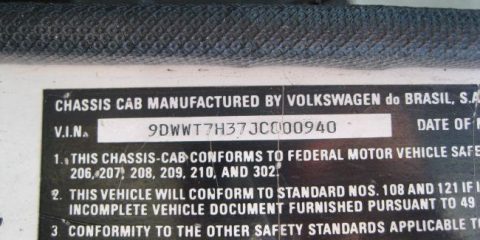 CHASSIS CAB MANUFACTURED BY VOLKSWAGEN do BRASIL, S.A
V.I.N. 9DWWT7H37JC000940 DATE OF
1. THIS CHASSIS-CAB CONFORMS TO FEDERAL MOTOR VEHICLE SAFE
206, 207, 208, 209, 210, AND 302.
2. THIS VEHICLE WILL CONFORM TO STANDARD NOS. 108 AND 121 IF
INCOMPLETE VEHICLE DOCUMENT FURNISHED PURSUANT TO 49
3 CONFORMITY TO THE OTHER SAFETY STANDARDS APPLICABLE